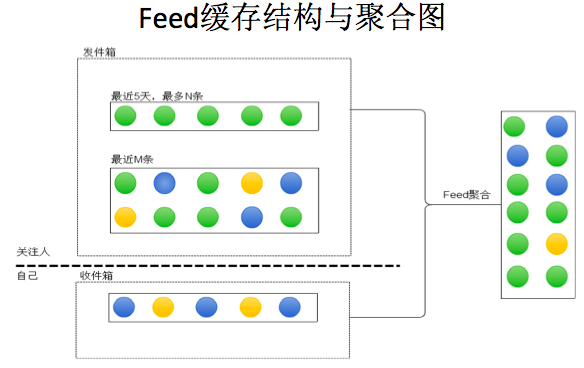 Feed缓存结构与聚合图
发件箱
最近5天，最多N条
最近M条
Feed聚合
关注人
自己
收件箱